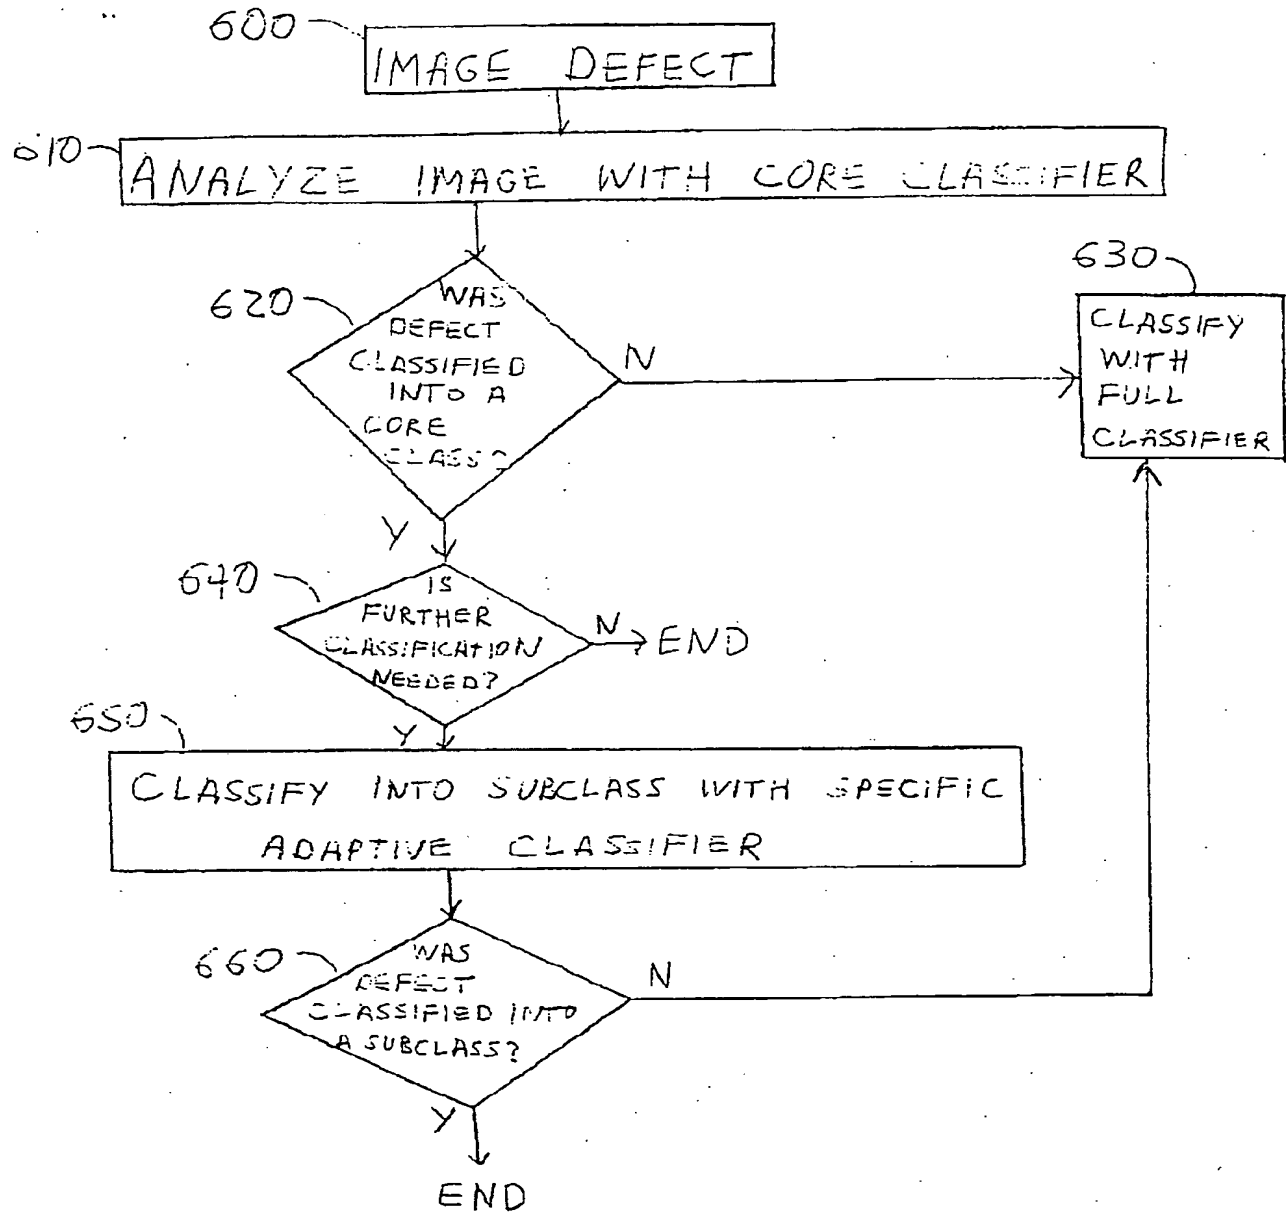 600
IMAGE DEFECT
610
ANALYZE IMAGE WITH CORE CLASSIFIER
620
WAS
DEFECT
CLASSIFIED
INTO A
CORE
CLASS?
N
630
CLASSIFY
WITH
FULL
CLASSIFIER
Y
640
IS
FURTHER
CLASSIFICATION
NEEDED?
N
END
Y
650
CLASSIFY INTO SUBCLASS WITH SPECIFIC
ADAPTIVE CLASSIFIER
660
WAS
DEFECT
CLASSIFIED INTO
A SUBCLASS?
N
Y
END